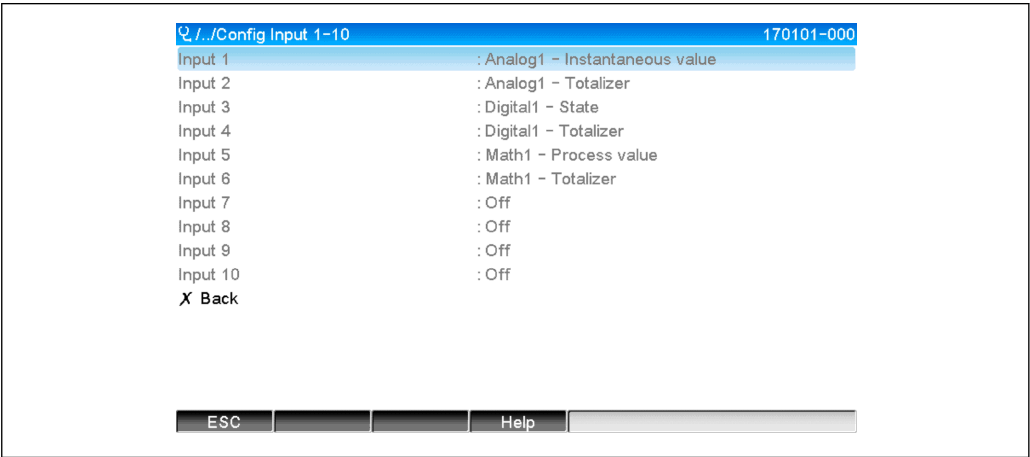 /../Config Input 1-10 170101-000
Input 1 : Analog1 - Instantaneous value
Input 2 : Analog1 - Totalizer
Input 3 : Digital1 - State
Input 4 : Digital1 - Totalizer
Input 5 : Math1 - Process value
Input 6 : Math1 - Totalizer
Input 7 : Off
Input 8 : Off
Input 9 : Off
Input 10 : Off
X Back
ESC Help